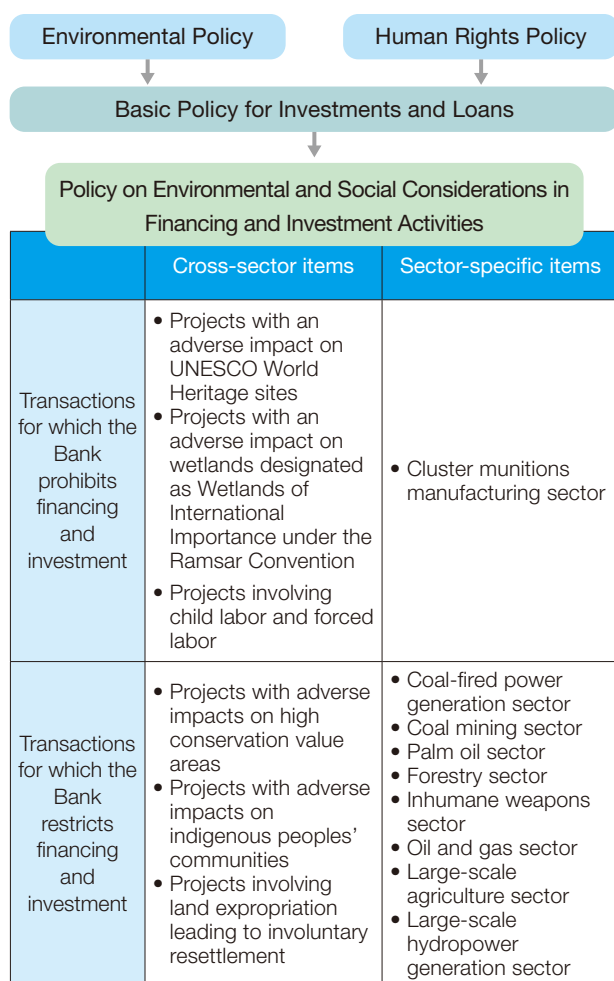 Environmental Policy
Human Rights Policy
Basic Policy for Investments and Loans
Policy on Environmental and Social Considerations in
Financing and Investment Activities
Cross-sector items
Sector-specific items
Transactions
for which the
Bank
prohibits
financing
and
investment
• Projects with an
adverse impact on
UNESCO World
Heritage sites
• Projects with an
adverse impact on
wetlands designated
as Wetlands of
International
Importance under the
Ramsar Convention
• Projects involving
child labor and forced
labor
• Cluster munitions
manufacturing sector
Transactions
for which the
Bank
restricts
financing
and
investment
• Projects with adverse
impacts on high
conservation value
areas
• Projects with adverse
impacts on
indigenous peoples’
communities
• Projects involving
land expropriation
leading to involuntary
resettlement
• Coal-fired power
generation sector
• Coal mining sector
• Palm oil sector
• Forestry sector
• Inhumane weapons
sector
• Oil and gas sector
• Large-scale
agriculture sector
• Large-scale
hydropower
generation sector